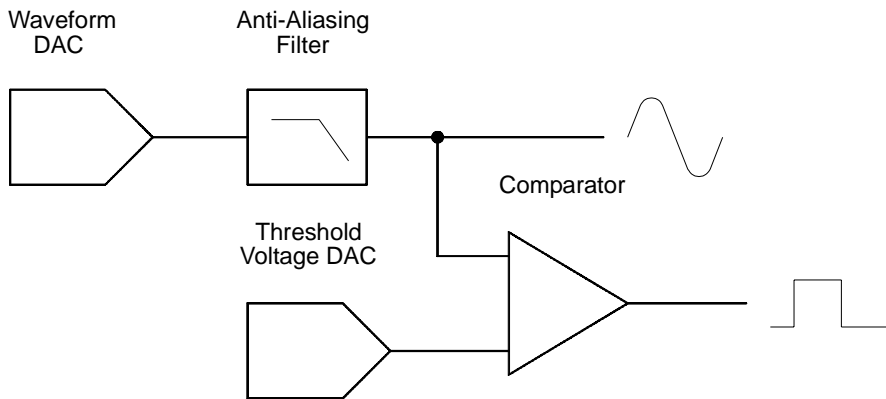 Waveform
DAC
Anti-Aliasing
Filter
Comparator
Threshold
Voltage DAC